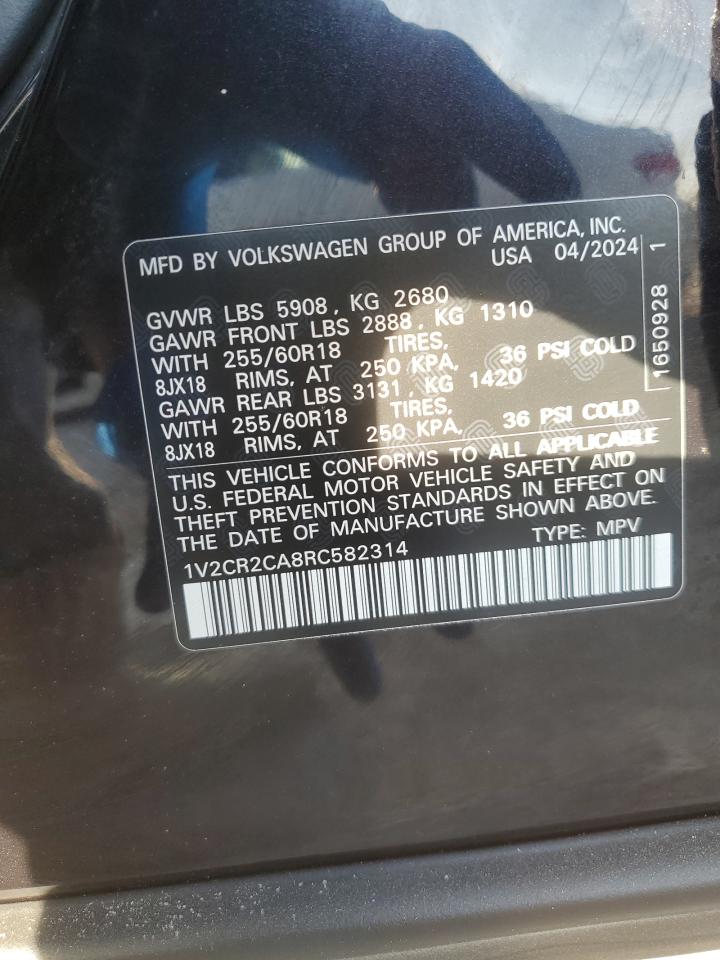 MFD BY VOLKSWAGEN GROUP OF AMERICA, INC.
USA 04/2024
GVWR LBS 5908, KG 2680
GAWR FRONT LBS 2888, KG 1310
WITH 255/60R18 TIRES,
8JX18 RIMS, AT 250 KPA, 36 PSI COLD
GAWR REAR LBS 3131, KG 1420
WITH 255/60R18 TIRES,
8JX18 RIMS, AT 250 KPA, 36 PSI COLD
THIS VEHICLE CONFORMS TO ALL APPLICABLE
U.S. FEDERAL MOTOR VEHICLE SAFETY AND
THEFT PREVENTION STANDARDS IN EFFECT ON
THE DATE OF MANUFACTURE SHOWN ABOVE.
1V2CR2CA8RC582314 TYPE: MPV
1650928 1